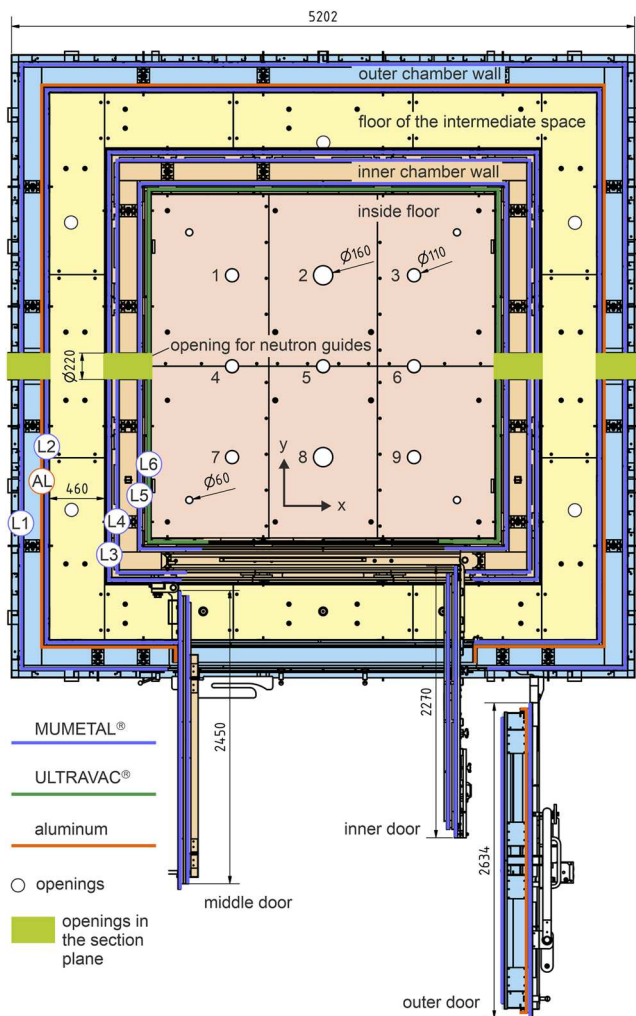 5202
outer chamber wall
floor of the intermediate space
inner chamber wall
inside floor
1
2
Ø160
3
Ø110
opening for neutron guides
Ø220
4
5
6
L2
7
y
8
9
L6
AL
460
L5
Ø60
x
L1
L4
L3
2450
2270
MUMETAL®
ULTRAVAC®
aluminum
inner door
2634
openings
middle door
openings in
the section
plane
outer door